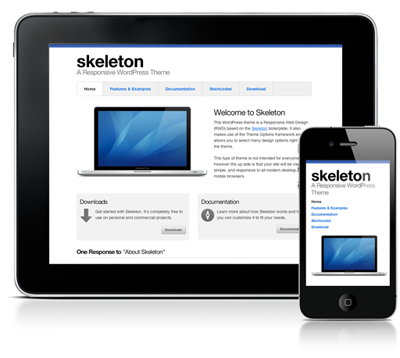 skeleton
A Responsive WordPress Theme
Home Features & Examples Documentation Shortcodes Download
Welcome to Skeleton
This WordPress theme is a Responsive Web Design
(RWD) based on the Skeleton boilerplate. It also
makes use of the Theme Options framework an
allows you to select many design options right
the theme.
This type of theme is not intended for everyone
however the up side is that your site will be clea
simple, and responsive to all modern desktop
mobile browsers.
Downloads
Get started with Skeleton. It's completely free to
use on personal and commercial projects.
Downloads
Documentation
Learn more about how Skeleton works and h
you can customize it to fit your needs.
Documentation
One Response to "About Skeleton"
skeleton
A Responsive WordPress
Theme
Home
Features & Examples
Documentation
Shortcodes
Download